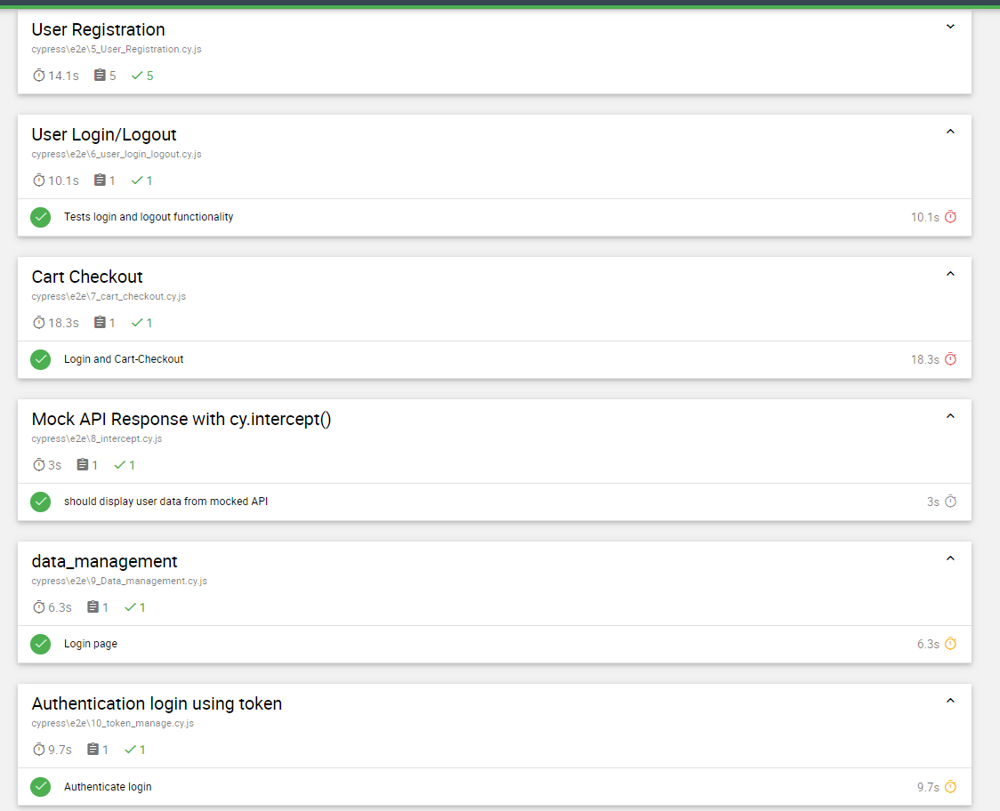 User Registration
cypress\e2e\5_User_Registration.cy.js
14.1s 5 5
User Login/Logout
cypress\e2e\6_user_login_logout.cy.js
10.1s 1 1
Tests login and logout functionality 10.1s
Cart Checkout
cypress\e2e\7_cart_checkout.cy.js
18.3s 1 1
Login and Cart-Checkout 18.3s
Mock API Response with cy.intercept()
cypress\e2e\8_intercept.cy.js
3s 1 1
should display user data from mocked API 3s
data_management
cypress\e2e\9_Data_management.cy.js
6.3s 1 1
Login page 6.3s
Authentication login using token
cypress\e2e\10_token_manage.cy.js
9.7s 1 1
Authenticate login 9.7s